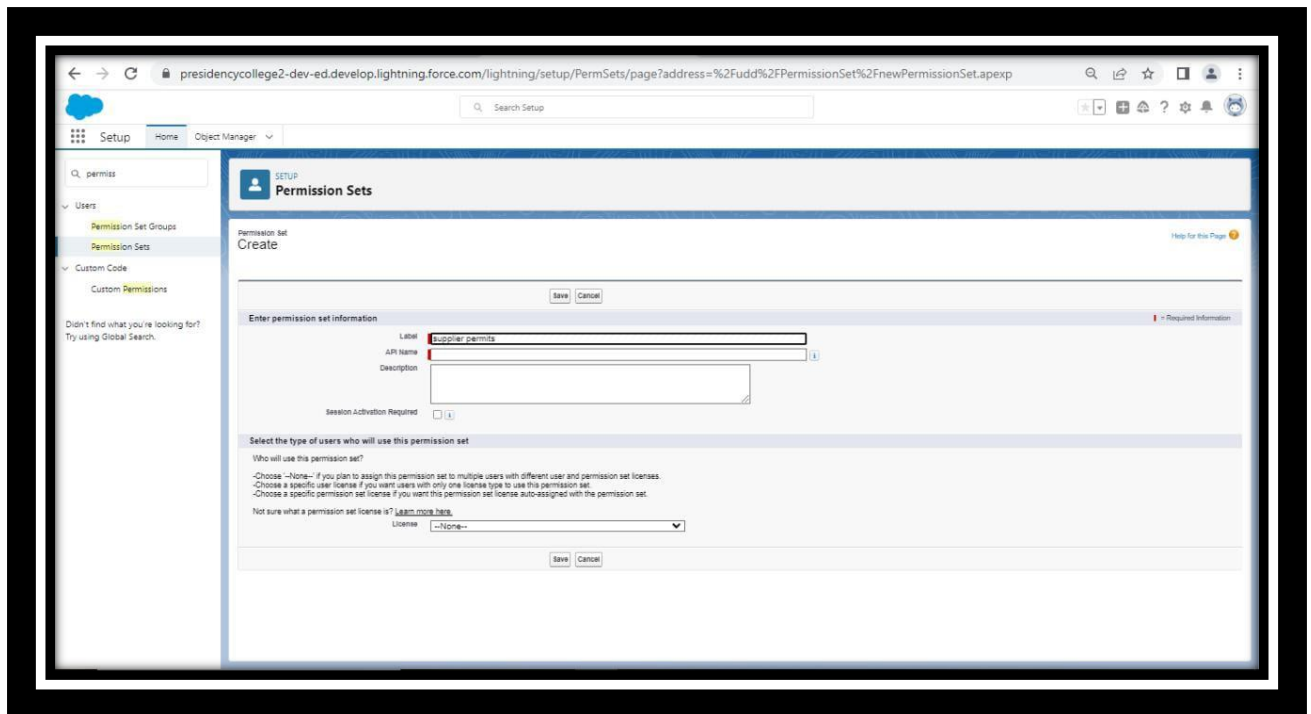 presidencycollege2-dev-ed.develop.lightning.force.com/lightning/setup/PermSets/page?address=%2Fudd%2FPermissionSet%2FnewPermissionSet.apexp
Search Setup
Setup Home Object Manager
permiss
SETUP
Permission Sets
Users
Permission Set Groups
Permission Sets
Custom Code
Custom Permissions
Didn't find what you're looking for?
Try using Global Search.
Permission Set
Create
Help for this Page
Save Cancel
Enter permission set information
= Required Information
Label supplier permits
API Name
Description
Session Activation Required
Select the type of users who will use this permission set
Who will use this permission set?
-Choose '--None--' if you plan to assign this permission set to multiple users with different user and permission set licenses.
-Choose a specific user license if you want users with only one license type to use this permission set.
-Choose a specific permission set license if you want this permission set license auto-assigned with the permission set.
Not sure what a permission set license is? Learn more here.
License --None--
Save Cancel